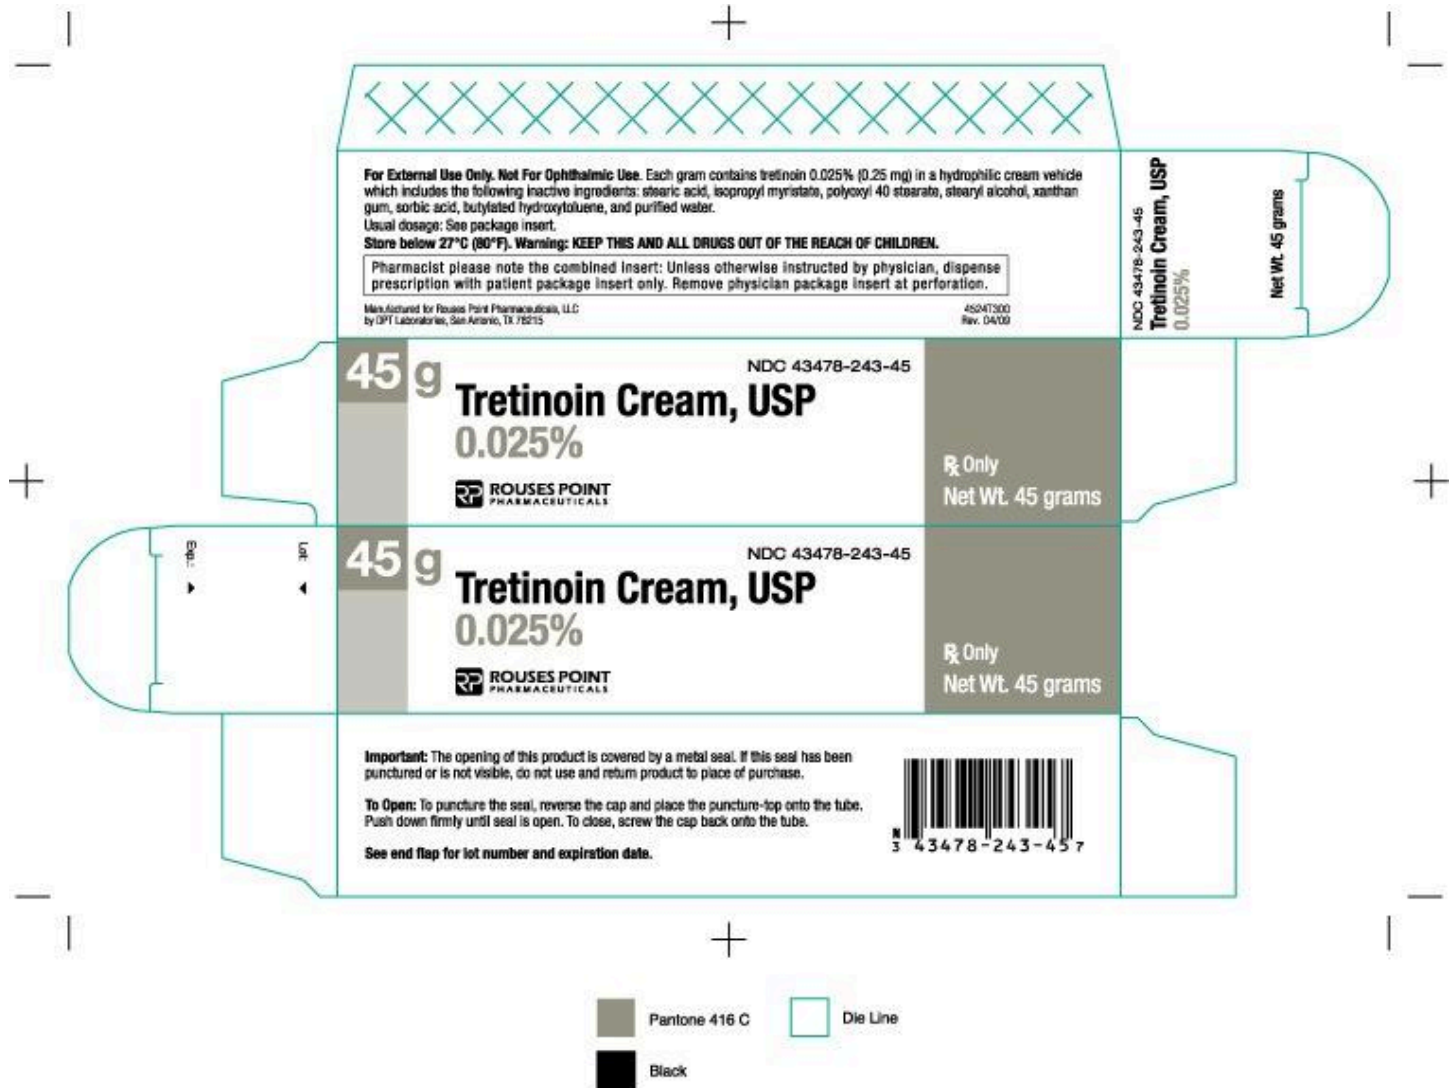 For External Use Only. Not For Ophthalmic Use. Each gram contains tretinoin 0.025% (0.25 mg) in a hydrophilic cream vehicle
which includes the following inactive ingredients: stearic acid, isopropyl myristate, polyoxyl 40 stearate, stearyl alcohol, xanthan
gum, sorbic acid, butylated hydroxytoluene, and purified water.
Usual dosage: See package insert.
Store below 27°C (80°F). Warning: KEEP THIS AND ALL DRUGS OUT OF THE REACH OF CHILDREN.
Pharmacist please note the combined insert: Unless otherwise instructed by physician, dispense
prescription with patient package insert only. Remove physician package insert at perforation.
Manufactured for Rouses Point Pharmaceuticals, LLC
by DPT Laboratories, San Antonio, TX 78215
4524T300
Rev. 04/09
NDC 43478-243-45
Tretinoin Cream, USP
0.025%
Net Wt. 45 grams
45 g
NDC 43478-243-45
Tretinoin Cream, USP
0.025%
RP ROUSES POINT
PHARMACEUTICALS
℞ Only
Net Wt. 45 grams
Exp.:
Lot:
45 g
NDC 43478-243-45
Tretinoin Cream, USP
0.025%
RP ROUSES POINT
PHARMACEUTICALS
℞ Only
Net Wt. 45 grams
Important: The opening of this product is covered by a metal seal. If this seal has been
punctured or is not visible, do not use and return product to place of purchase.
To Open: To puncture the seal, reverse the cap and place the puncture-top onto the tube.
Push down firmly until seal is open. To close, screw the cap back onto the tube.
See end flap for lot number and expiration date.
N
3 43478-243-45 7
Pantone 416 C
Die Line
Black